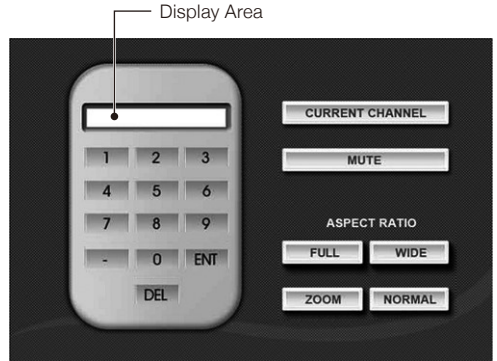 Display Area
1 2 3
4 5 6
7 8 9
- 0 ENT
DEL
CURRENT CHANNEL
MUTE
ASPECT RATIO
FULL WIDE
ZOOM NORMAL